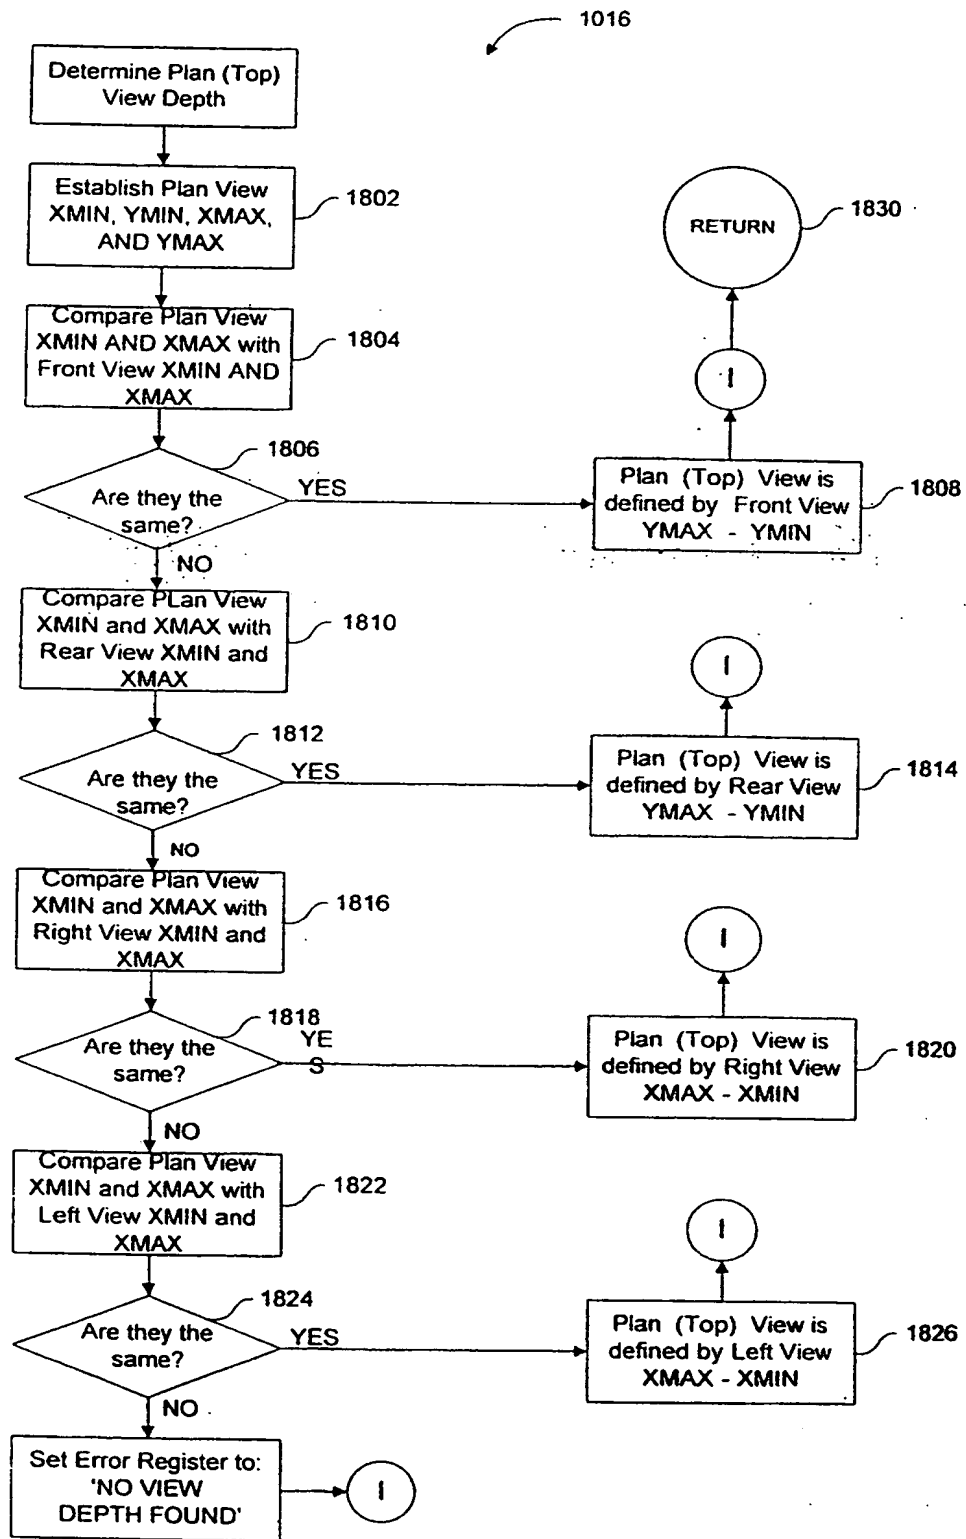 1016
Determine Plan (Top)
View Depth
Establish Plan View
XMIN, YMIN, XMAX,
AND YMAX
1802
RETURN
1830
Compare Plan View
XMIN AND XMAX with
Front View XMIN AND
XMAX
1804
I
1806
Are they the
same?
YES
Plan (Top) View is
defined by Front View
YMAX - YMIN
1808
NO
Compare PLan View
XMIN and XMAX with
Rear View XMIN and
XMAX
1810
I
1812
Are they the
same?
YES
Plan (Top) View is
defined by Rear View
YMAX - YMIN
1814
NO
Compare Plan View
XMIN and XMAX with
Right View XMIN and
XMAX
1816
I
1818
Are they the
same?
YE
S
Plan (Top) View is
defined by Right View
XMAX - XMIN
1820
NO
Compare Plan View
XMIN and XMAX with
Left View XMIN and
XMAX
1822
I
1824
Are they the
same?
YES
Plan (Top) View is
defined by Left View
XMAX - XMIN
1826
NO
Set Error Register to:
'NO VIEW
DEPTH FOUND'
I